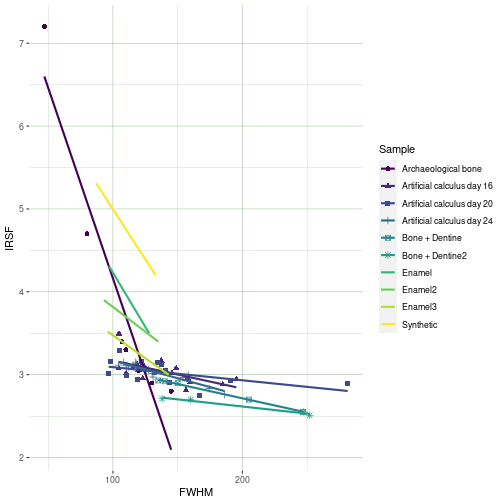 7
6
5
4
3
2
IRSF
100
200
FWHM
Sample
Archaeological bone
Artificial calculus day 16
Artificial calculus day 20
Artificial calculus day 24
Bone + Dentine
Bone + Dentine2
Enamel
Enamel2
Enamel3
Synthetic